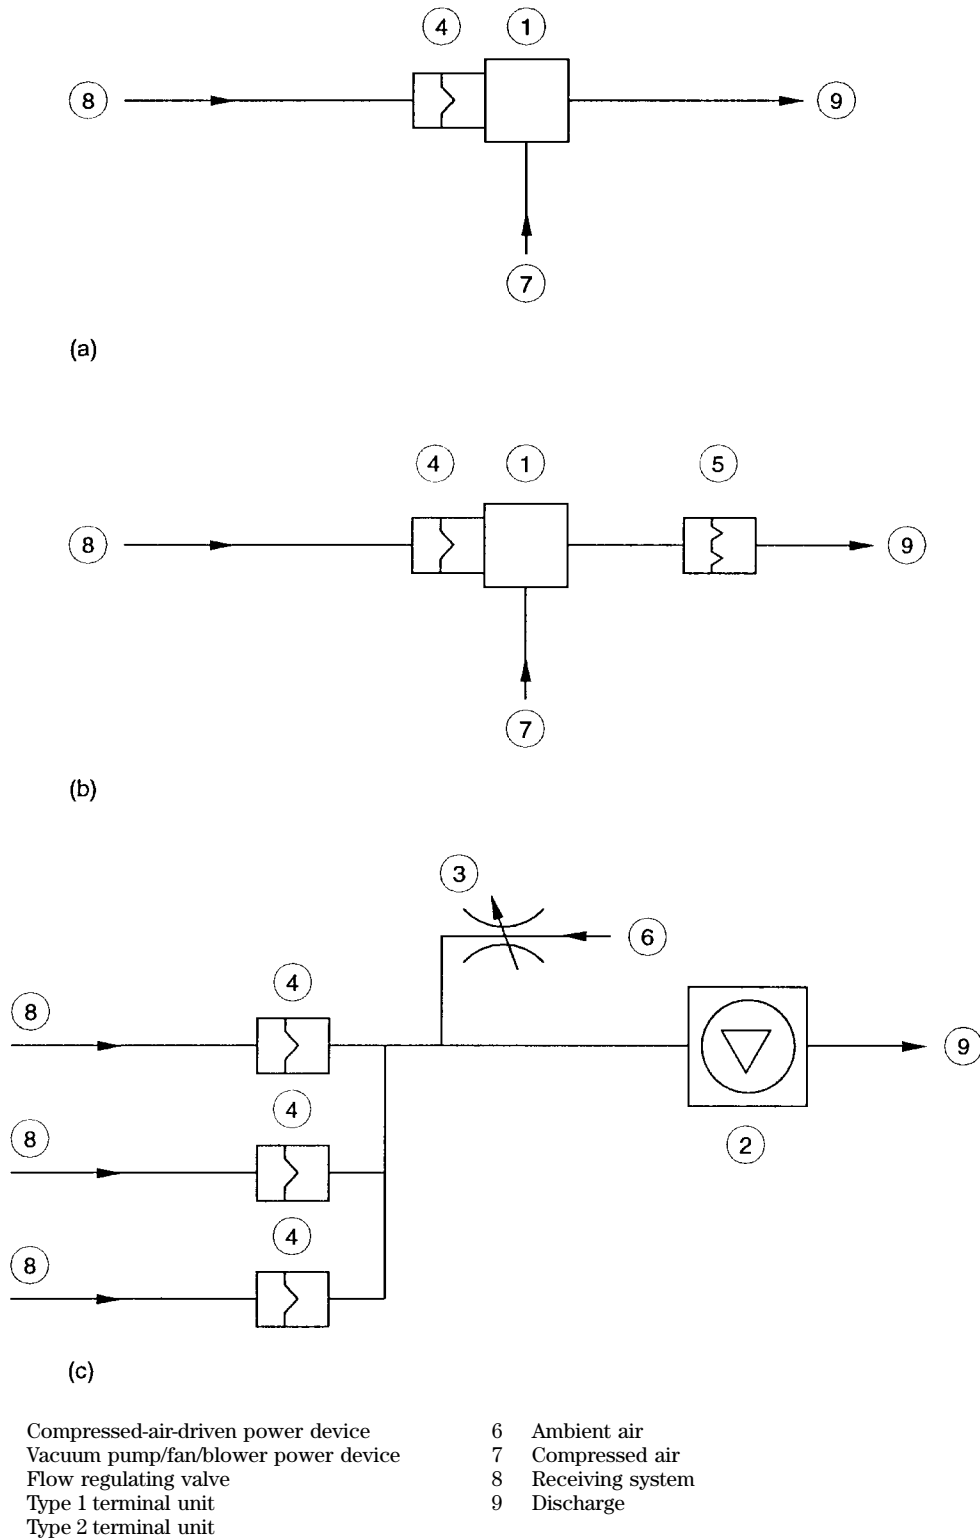 4 1
8 9
7
(a)
4 1 5
8 9
7
(b)
3
6
4
8
9
4
8
2
4
8
(c)
Compressed-air-driven power device
Vacuum pump/fan/blower power device
Flow regulating valve
Type 1 terminal unit
Type 2 terminal unit
6 Ambient air
7 Compressed air
8 Receiving system
9 Discharge